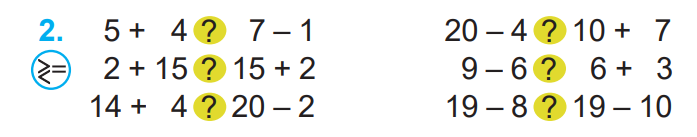 2. 5 + 4 ? 7 – 1 20 – 4 ? 10 + 7
⋛= 2 + 15 ? 15 + 2 9 – 6 ? 6 + 3
14 + 4 ? 20 – 2 19 – 8 ? 19 – 10